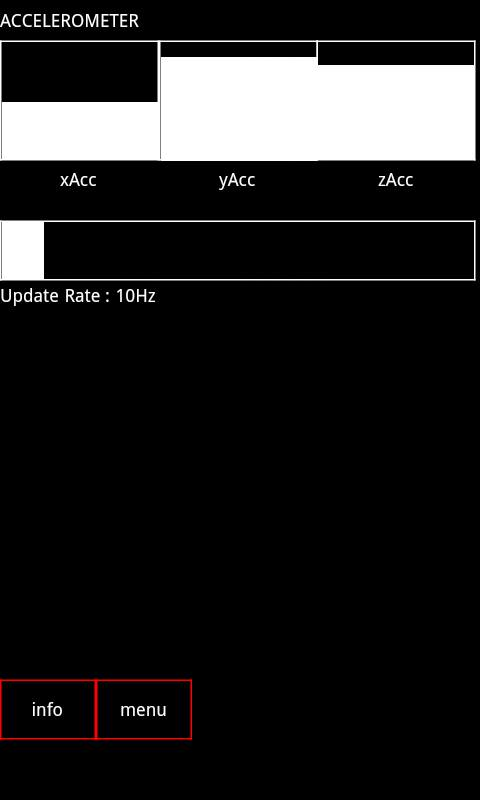 ACCELEROMETER
xAcc yAcc zAcc
Update Rate : 10Hz
info menu